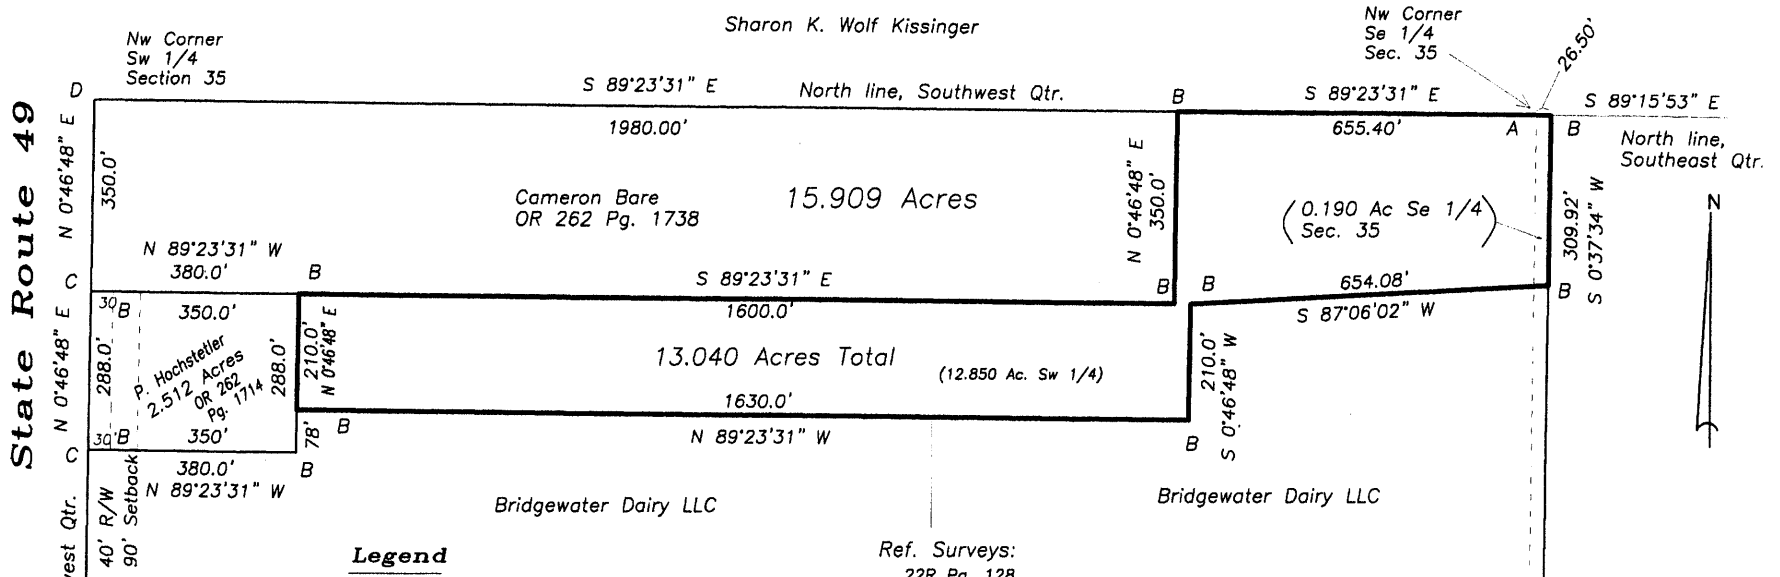 Sharon K. Wolf Kissinger
Nw Corner
Sw 1/4
Section 35
Nw Corner
Se 1/4
Sec. 35
26.50'
D
S 89°23'31" E
North line, Southwest Qtr.
B
S 89°23'31" E
S 89°15'53" E
1980.00'
655.40'
A
B
North line,
Southeast Qtr.
State Route 49
N 0°46'48" E
350.0'
Cameron Bare
OR 262 Pg. 1738
15.909 Acres
N 0°46'48" E
350.0'
( 0.190 Ac Se 1/4 )
Sec. 35
309.92'
S 0°37'34" W
N
N 89°23'31" W
380.0'
C
B
S 89°23'31" E
B
B
654.08'
B
30'
B
350.0'
1600.0'
S 87°06'02" W
N 0°46'48" E
288.0'
P. Hochstetler
2.512 Acres
OR 262
Pg. 1714
288.0'
210.0'
N 0°46'48" E
13.040 Acres Total
(12.850 Ac. Sw 1/4)
210.0'
S 0°46'48" W
1630.0'
30'
B
350'
78'
B
N 89°23'31" W
B
C
380.0'
B
N 89°23'31" W
west Qtr.
40' R/W
90' Setback
Bridgewater Dairy LLC
Bridgewater Dairy LLC
Legend
Ref. Surveys:
22R Pg. 128